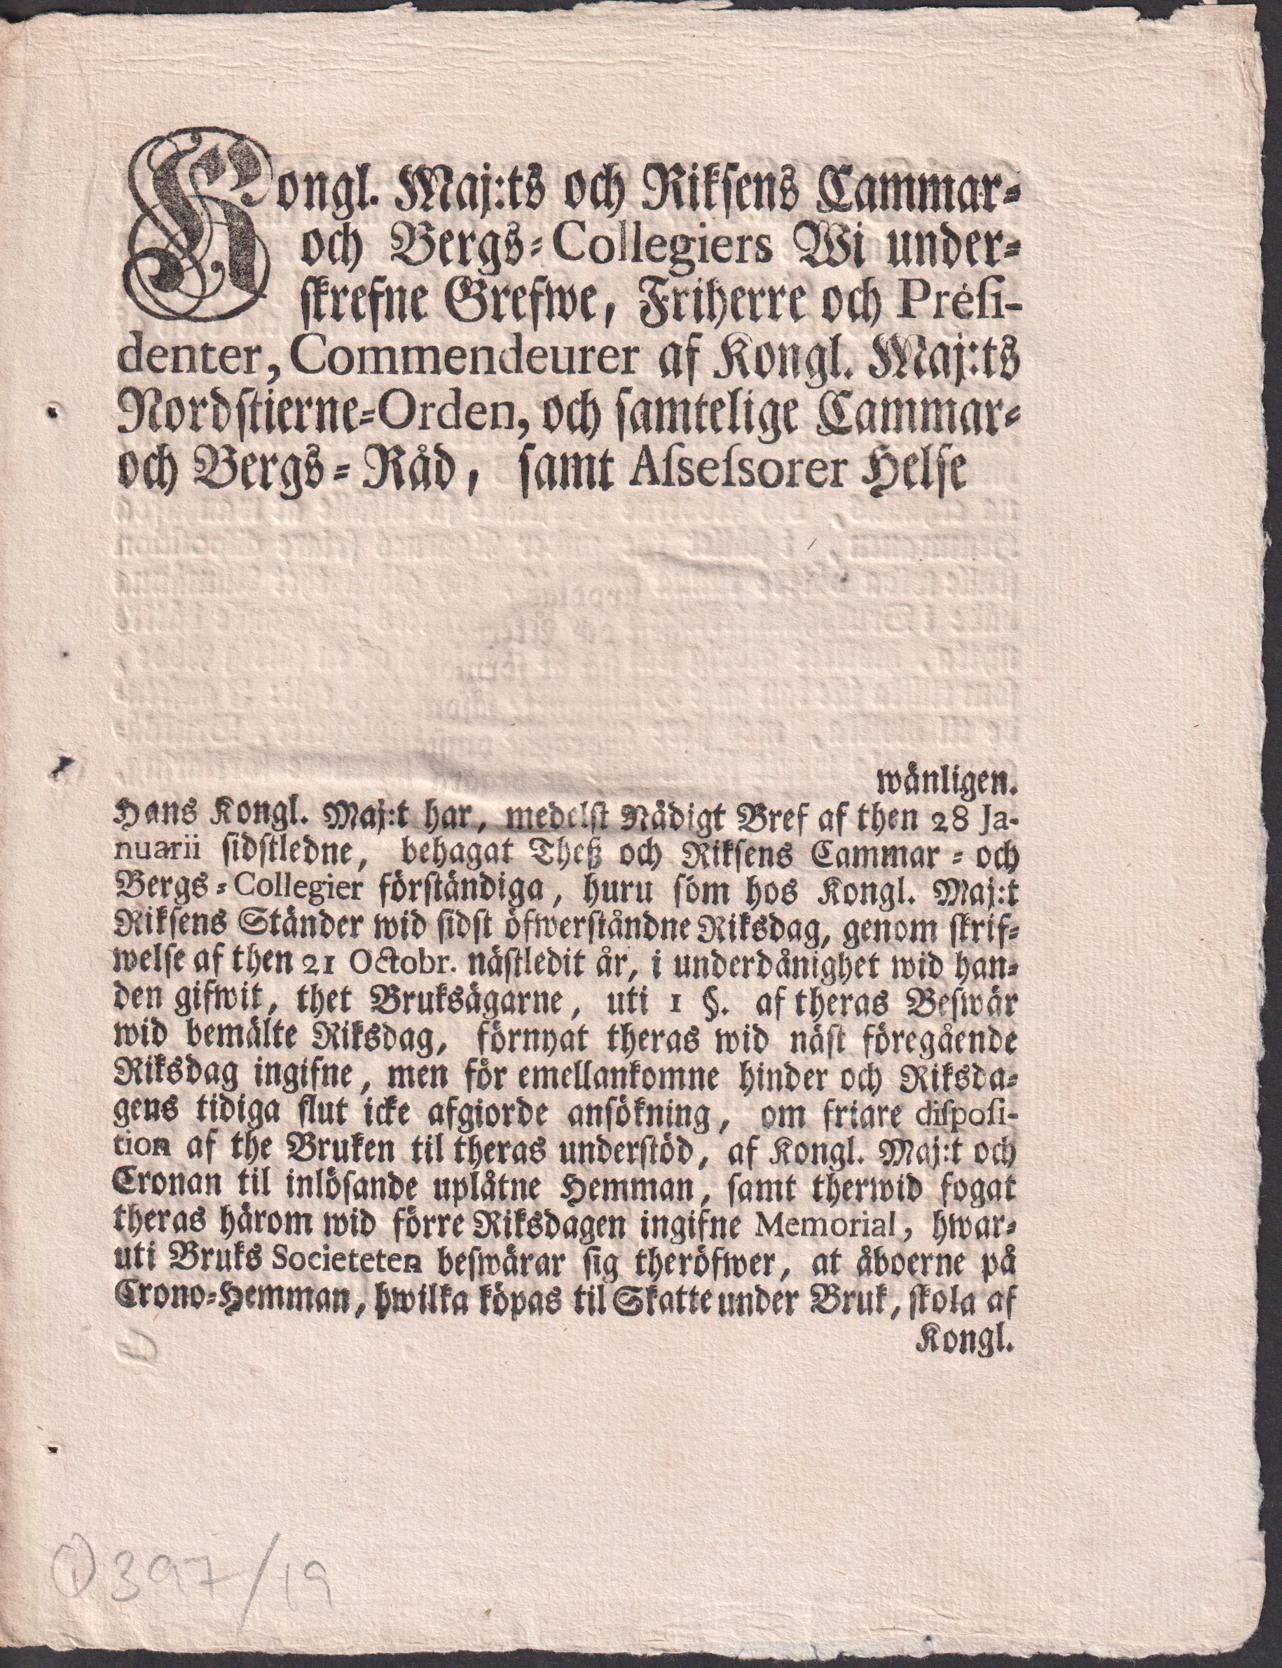 Kongl. Maj:ts och Riksens Cammar-
och Bergs-Collegiers Wi under-
skrefne Grefwe, Friherre och Presi-
denter, Commendeurer af Kongl. Maj:ts
Nordstierne-Orden, och samtelige Cammar-
och Bergs-Råd, samt Assessorer Helse
wänligen.
Hans Kongl. Maj:t har, medelst Nådigt Bref af then 28 Ja-
nuarii sidstledne, behagat Theß och Riksens Cammar- och
Bergs-Collegier förständiga, huru som hos Kongl. Maj:t
Riksens Ständer wid sidst öfwerståndne Riksdag, genom skrif-
welse af then 21 Octobr. nästledit år, i underdånighet wid han-
den gifwit, thet Bruksägarne, uti 1 §. af theras Beswär
wid bemälte Riksdag, förnyat theras wid näst föregående
Riksdag ingifne, men för emellankomne hinder och Riksda-
gens tidiga slut icke afgiorde ansökning, om friare disposi-
tion af the Bruken til theras understöd, af Kongl. Maj:t och
Cronan til inlösande uplåtne Hemman, samt therwid fogat
theras härom wid förre Riksdagen ingifne Memorial, hwar-
uti Bruks Societeten beswärar sig theröfwer, at åboerne på
Crono-Hemman, hwilka köpas til Skatte under Bruk, skola af
Kongl.
D 397/19